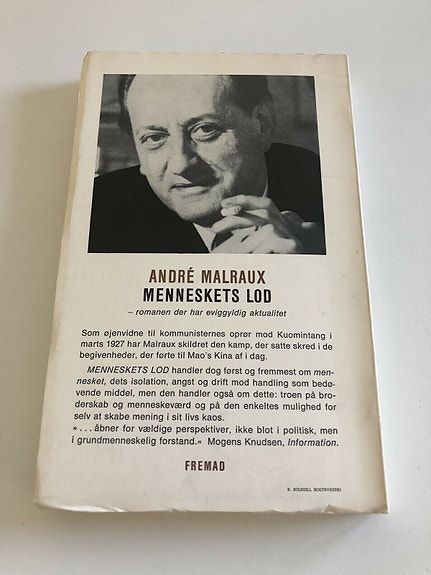 ANDRÉ MALRAUX
MENNESKETS LOD
– romanen der har eviggyldig aktualitet
Som øjenvidne til kommunisternes oprør mod Kuomintang i
marts 1927 har Malraux skildret den kamp, der satte skred i de
begivenheder, der førte til Mao's Kina af i dag.
MENNESKETS LOD handler dog først og fremmest om men-
nesket, dets isolation, angst og drift mod handling som bedø-
vende middel, men den handler også om dette: troen på bro-
derskab og menneskeværd og på den enkeltes mulighed for
selv at skabe mening i sit livs kaos.
» . . . åbner for vældige perspektiver, ikke blot i politisk, men
i grundmenneskelig forstand.« Mogens Knudsen, Information.
FREMAD
R. ROUSSELL BOGTRYKKERI